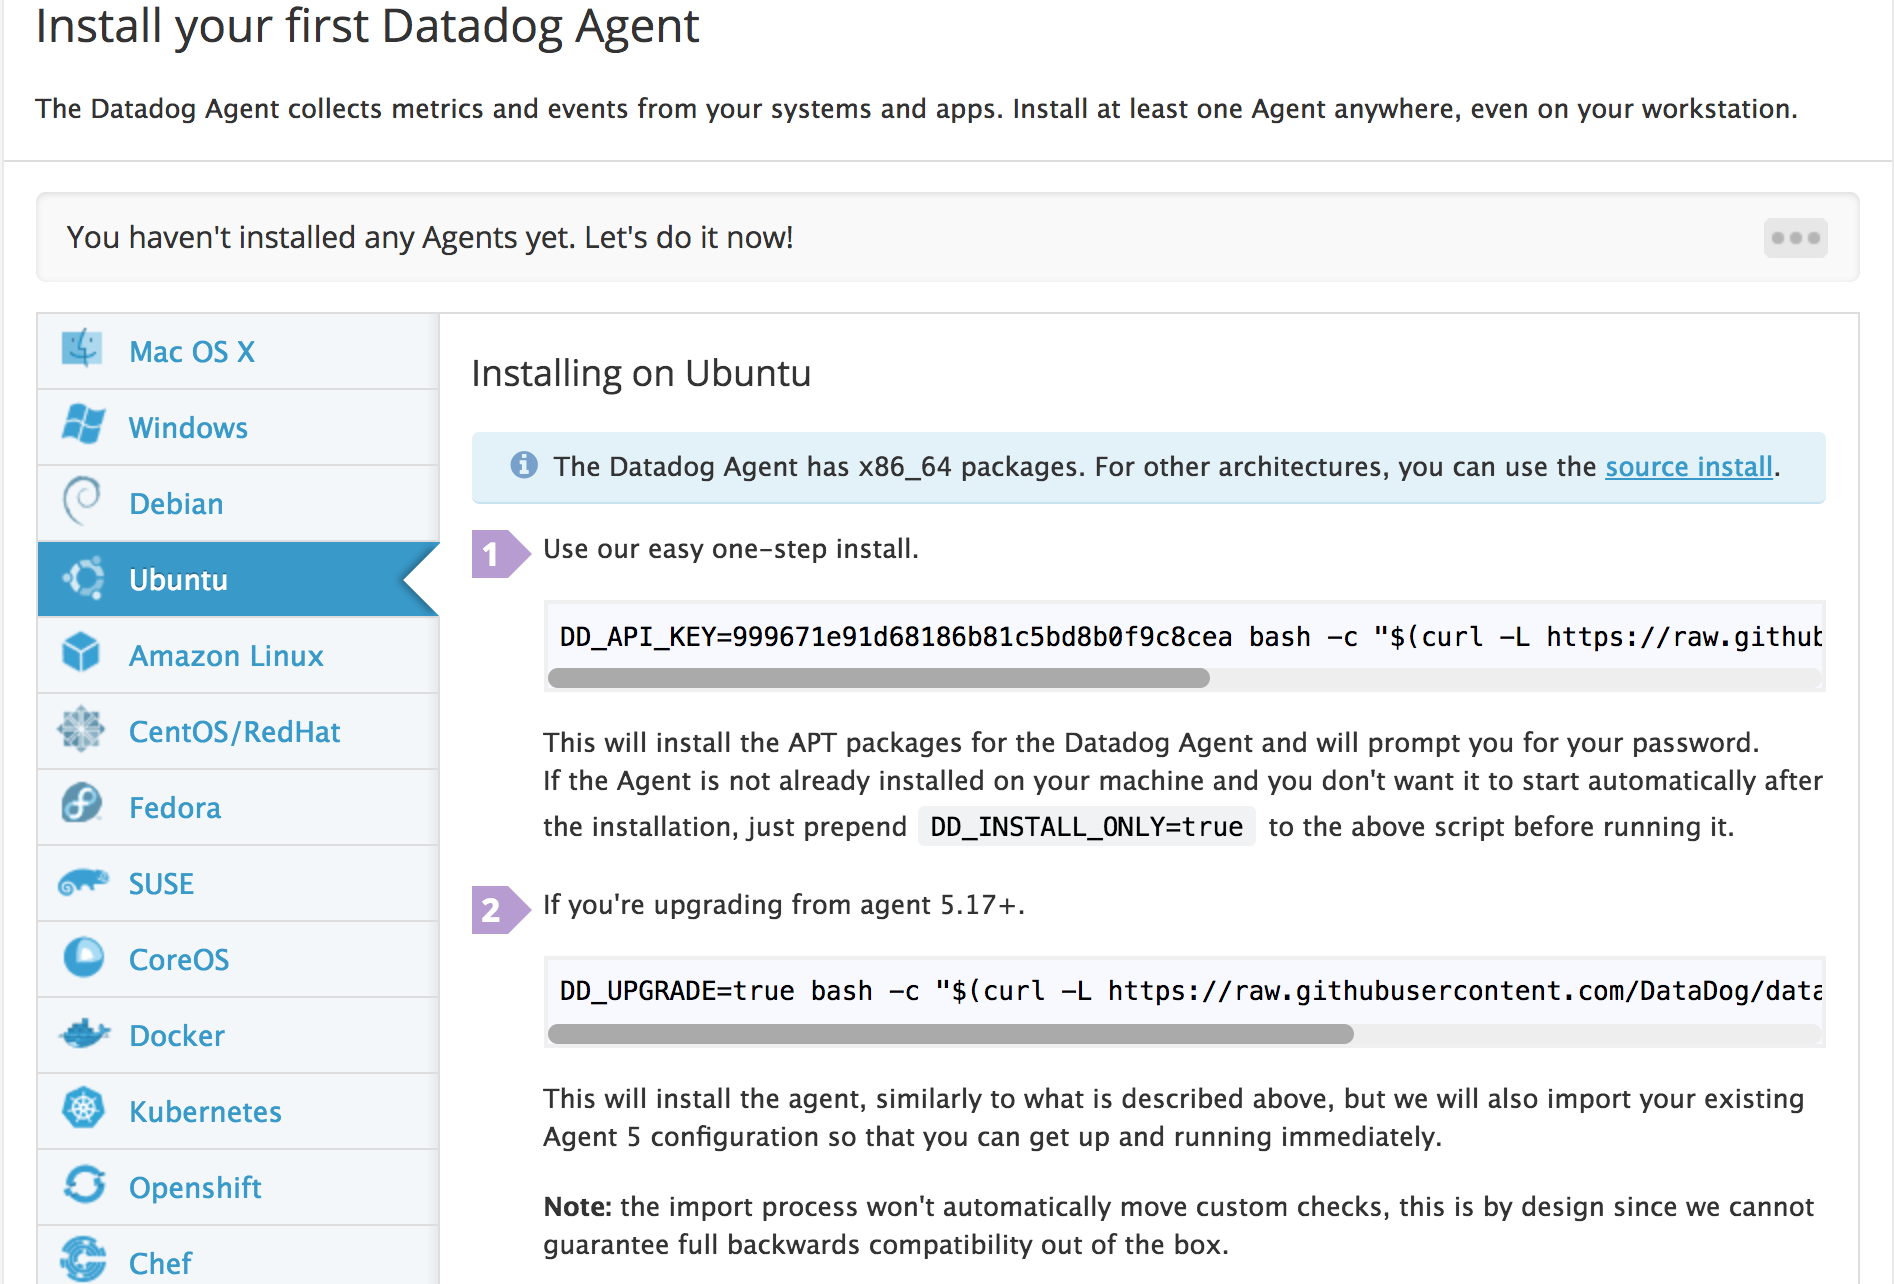 Install your first Datadog Agent
The Datadog Agent collects metrics and events from your systems and apps. Install at least one Agent anywhere, even on your workstation.
You haven't installed any Agents yet. Let's do it now!
Mac OS X
Windows
Debian
Ubuntu
Amazon Linux
CentOS/RedHat
Fedora
SUSE
CoreOS
Docker
Kubernetes
Openshift
Chef
Installing on Ubuntu
The Datadog Agent has x86_64 packages. For other architectures, you can use the source install.
1 Use our easy one-step install.
DD_API_KEY=999671e91d68186b81c5bd8b0f9c8cea bash -c "$(curl -L https://raw.github
This will install the APT packages for the Datadog Agent and will prompt you for your password.
If the Agent is not already installed on your machine and you don't want it to start automatically after
the installation, just prepend DD_INSTALL_ONLY=true to the above script before running it.
2 If you're upgrading from agent 5.17+.
DD_UPGRADE=true bash -c "$(curl -L https://raw.githubusercontent.com/DataDog/data
This will install the agent, similarly to what is described above, but we will also import your existing
Agent 5 configuration so that you can get up and running immediately.
Note: the import process won't automatically move custom checks, this is by design since we cannot
guarantee full backwards compatibility out of the box.